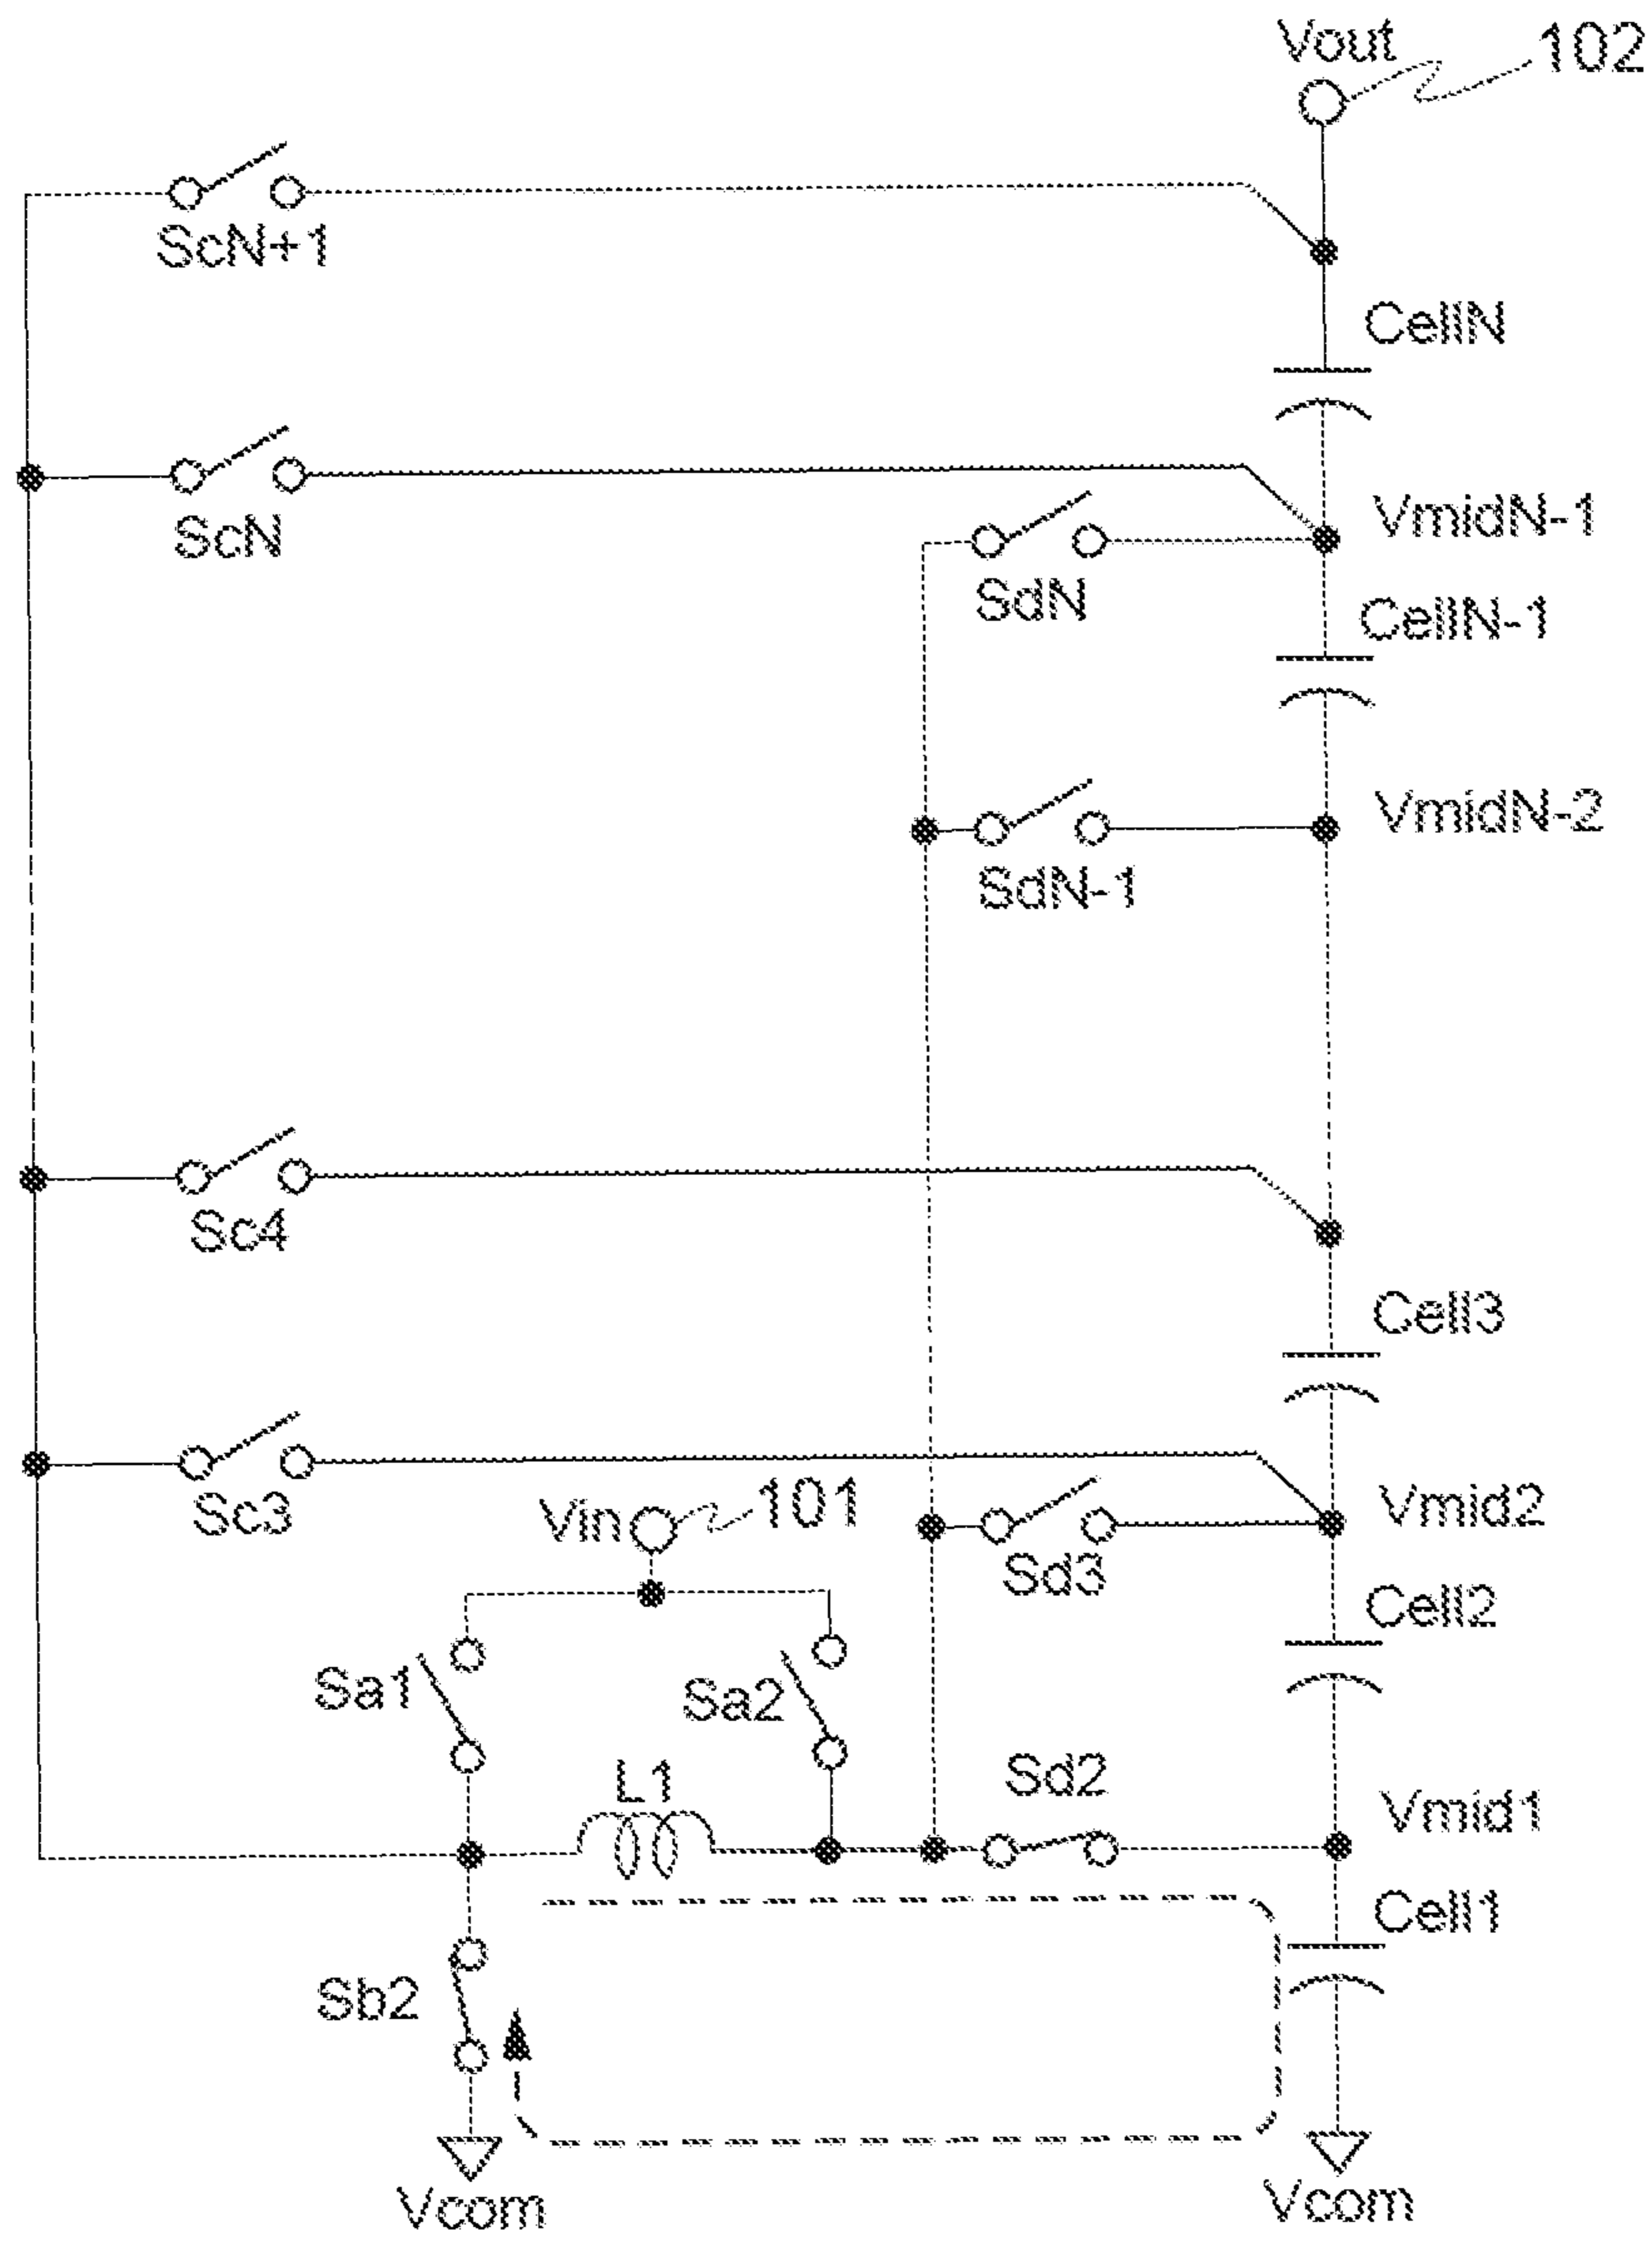 Vout
102
ScN+1
CellN
ScN
VmidN-1
SdN
CellN-1
VmidN-2
SdN-1
Sc4
Cell3
Sc3
Vin
101
Vmid2
Sd3
Cell2
Sa1
Sa2
L1
Sd2
Vmid1
Cell1
Sb2
Vcom
Vcom